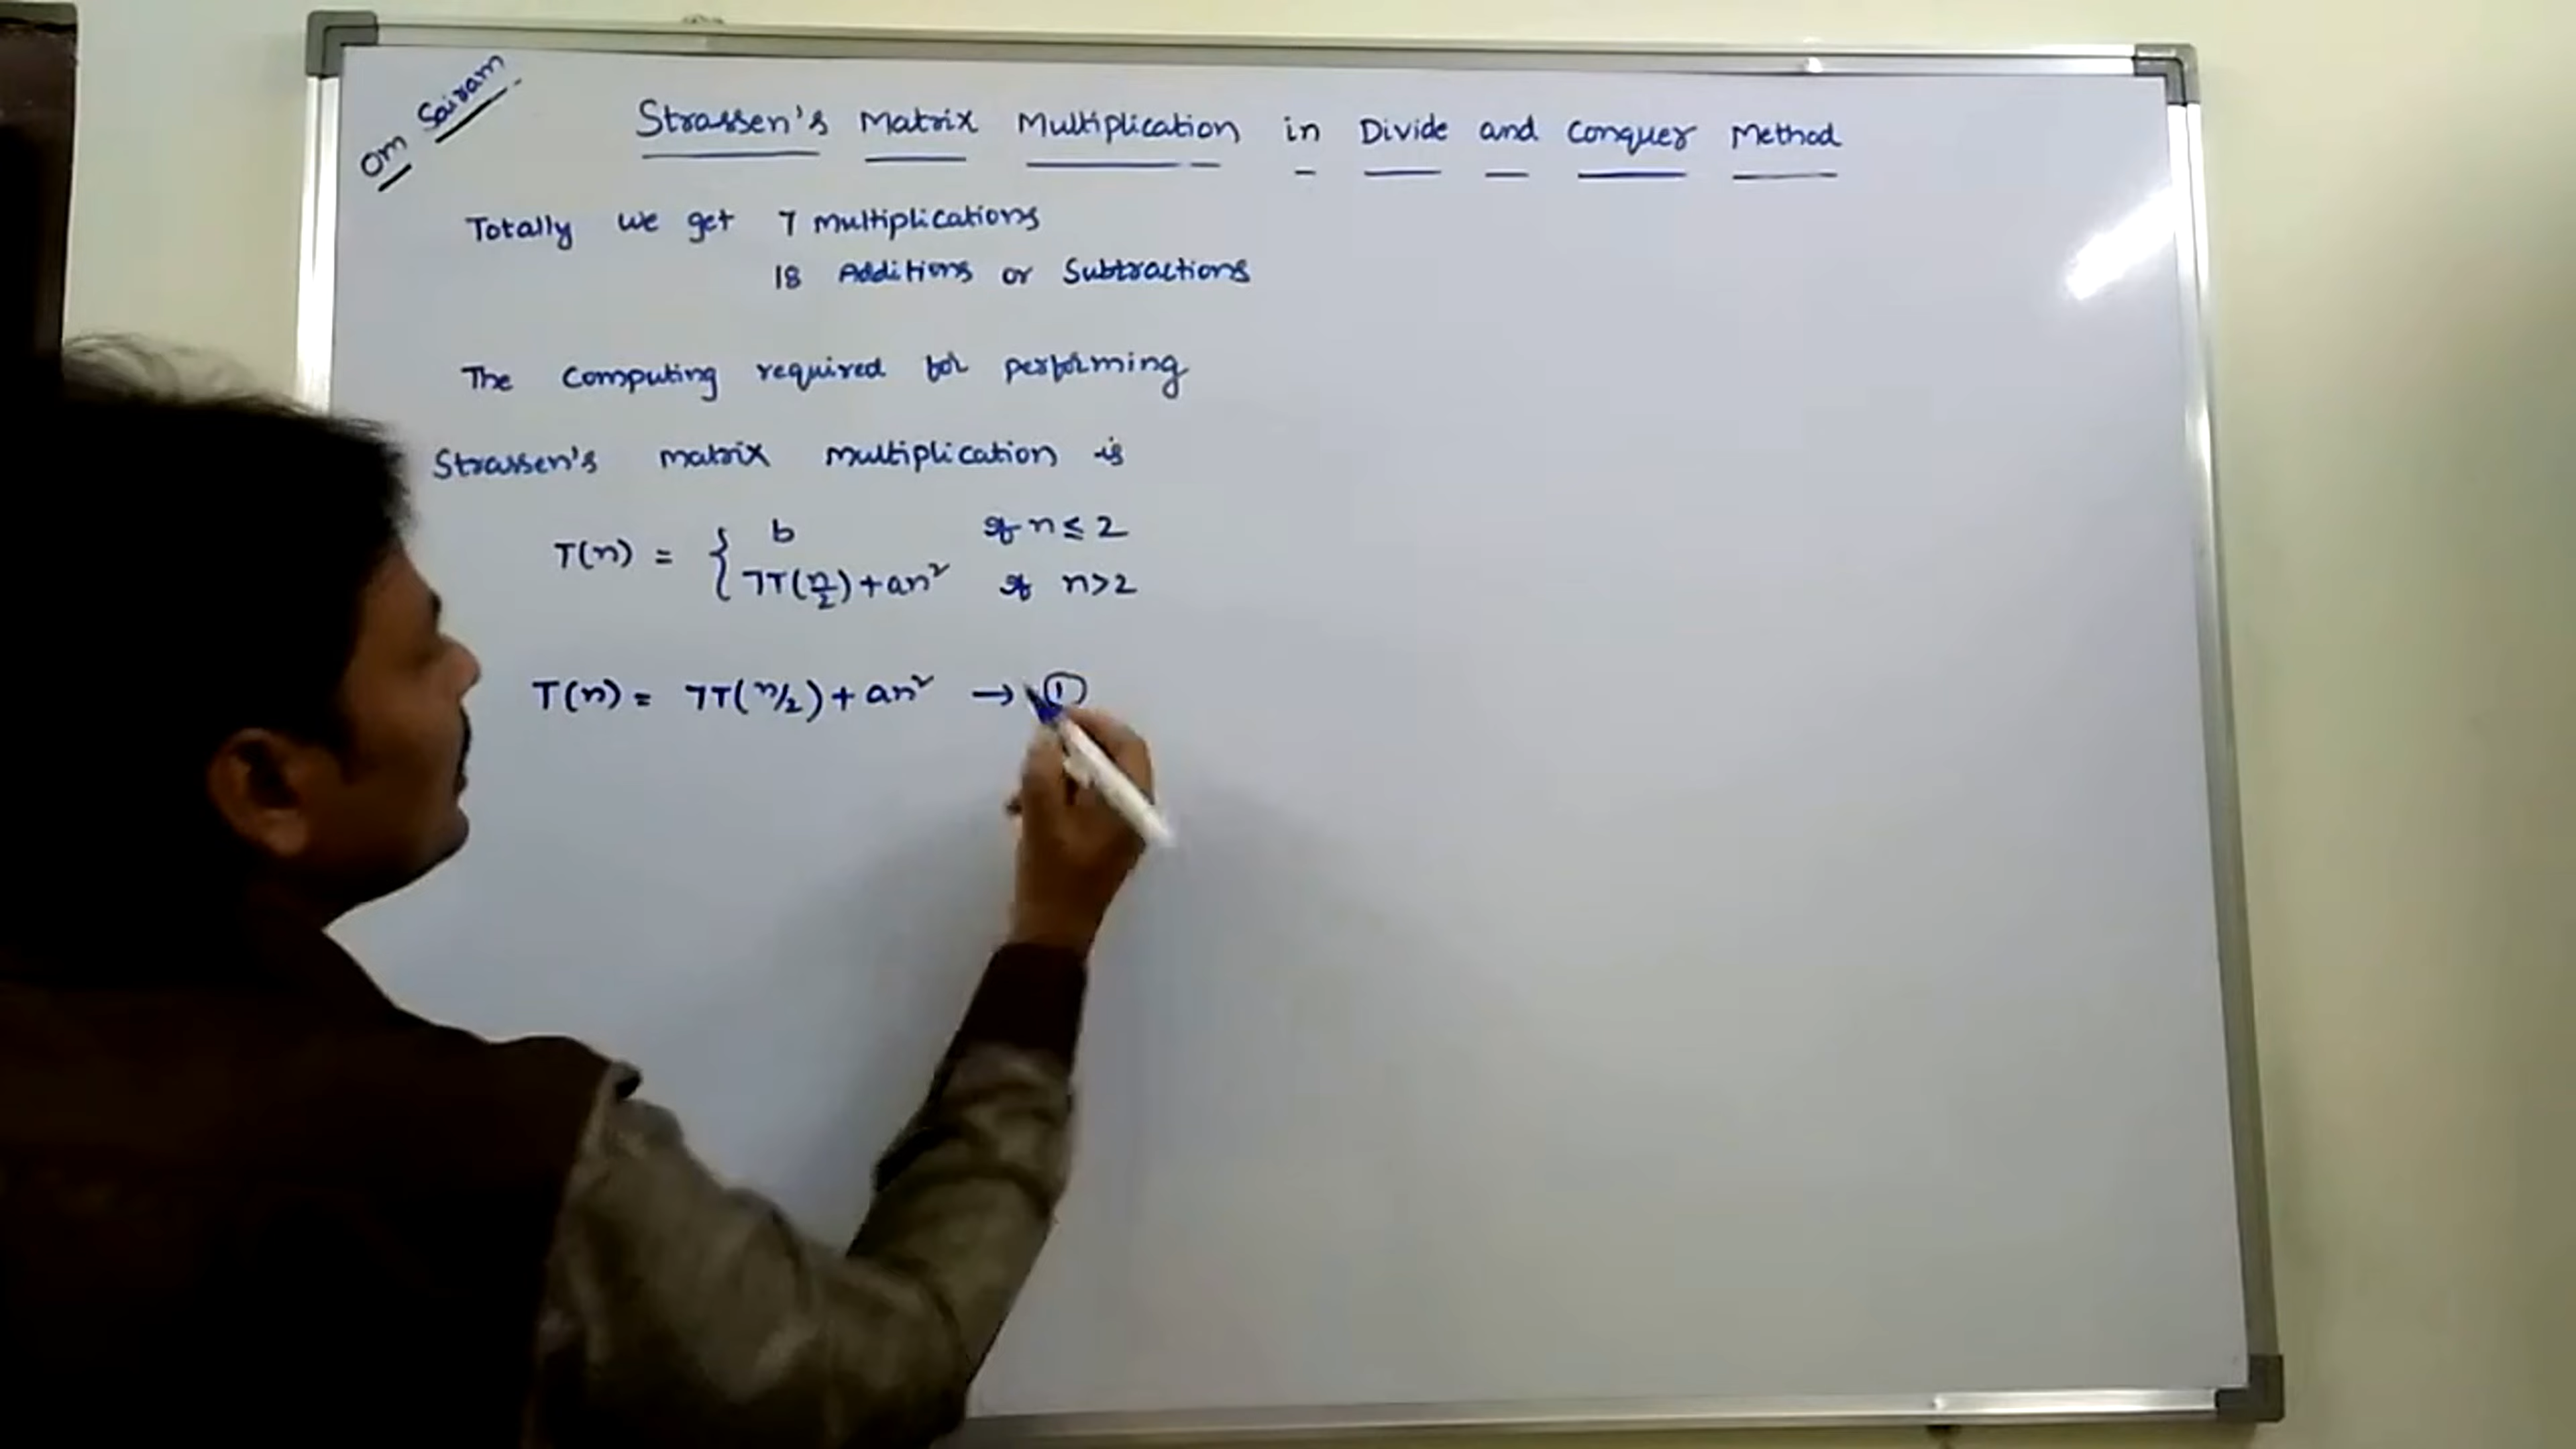 Om Sairam
Strassen's Matrix Multiplication in Divide and Conquer Method
Totally we get 7 multiplications
18 Additions or Subtractions
The Computing required for performing
Strassen's matrix multiplication is
T(n) = { b if n ≤ 2
7T(n/2) + an² if n>2
T(n) = 7T(n/2) + an² → ①